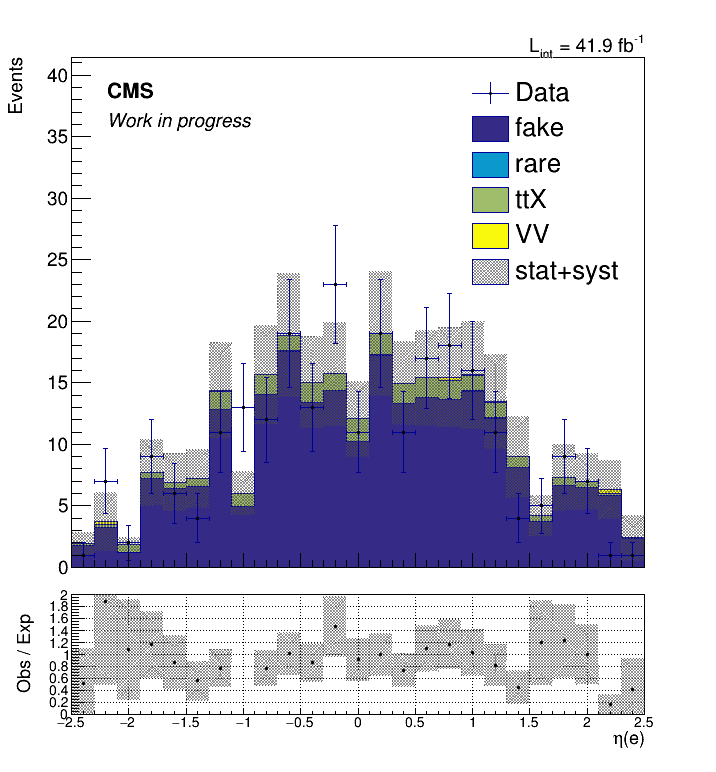 L_int = 41.9 fb^-1
Events
CMS
Work in progress
Data
fake
rare
ttX
VV
stat+syst
40
35
30
25
20
15
10
5
0
Obs / Exp
2
1.8
1.6
1.4
1.2
1
0.8
0.6
0.4
0.2
0
−2.5 −2 −1.5 −1 −0.5 0 0.5 1 1.5 2 2.5
η(e)